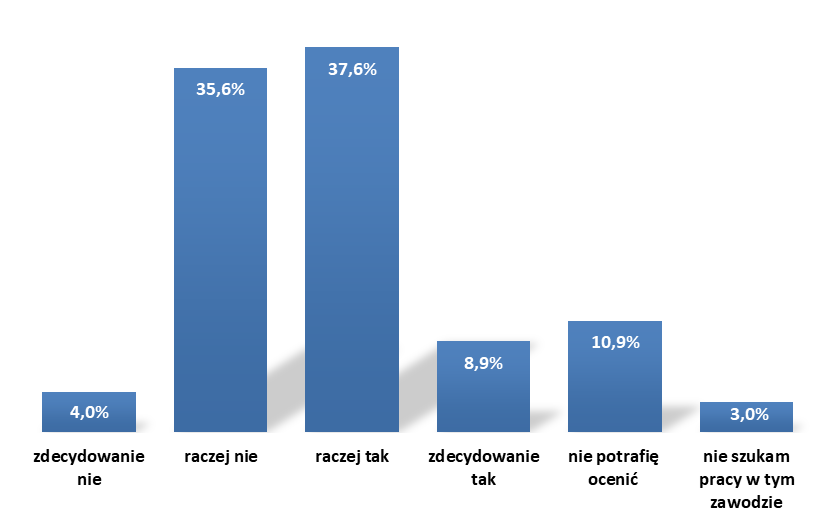 37,6%
35,6%
10,9%
8,9%
4,0%
3,0%
zdecydowanie
nie
raczej nie
raczej tak
zdecydowanie
tak
nie potrafię
ocenić
nie szukam
pracy w tym
zawodzie